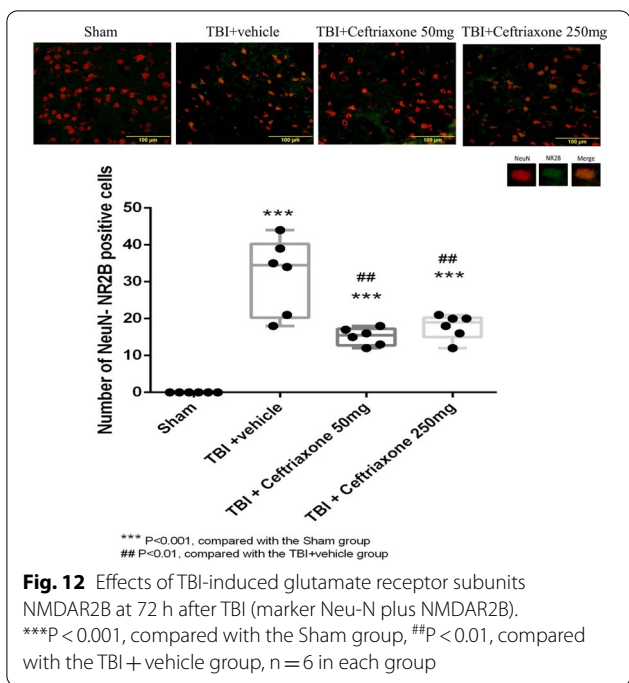 Sham TBI+vehicle TBI+Ceftriaxone 50mg TBI+Ceftriaxone 250mg
100 μm 100 μm 100 μm 100 μm
NeuN NR2B Merge
Number of NeuN- NR2B positive cells
50
40
30
20
10
0
***
##
***
##
***
Sham
TBI +vehicle
TBI + Ceftriaxone 50mg
TBI + Ceftriaxone 250mg
*** P<0.001, compared with the Sham group
## P<0.01, compared with the TBI+vehicle group
Fig. 12 Effects of TBI-induced glutamate receptor subunits
NMDAR2B at 72 h after TBI (marker Neu-N plus NMDAR2B).
***P < 0.001, compared with the Sham group, ##P < 0.01, compared
with the TBI + vehicle group, n = 6 in each group